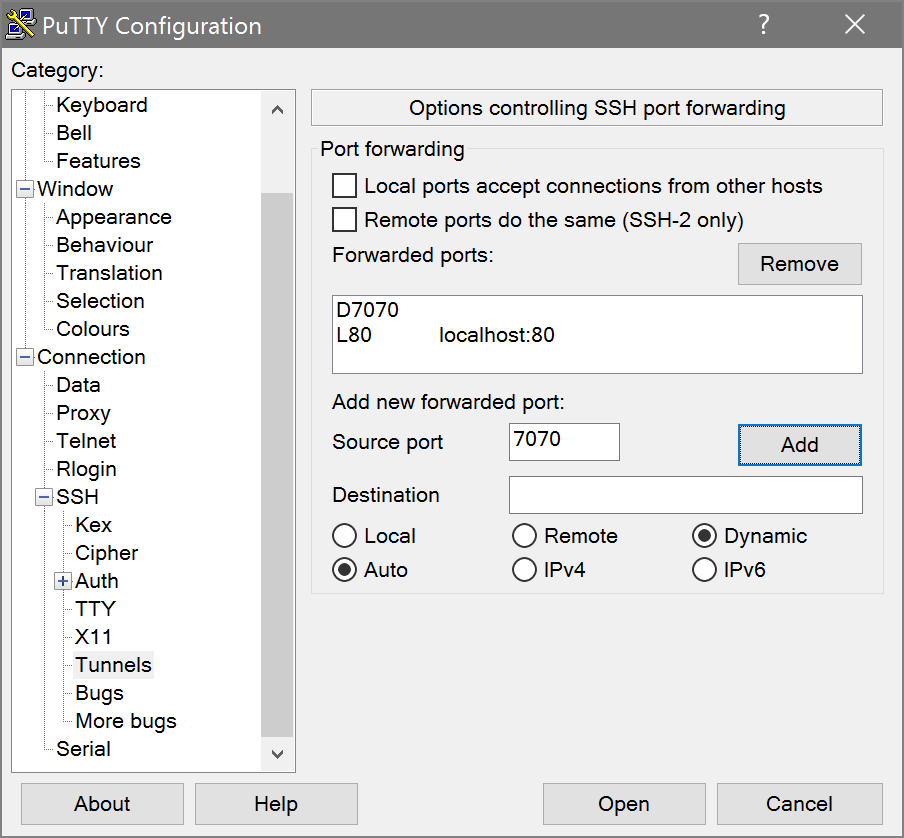 PuTTY Configuration
?
Category:
Keyboard
Bell
Features
Window
Appearance
Behaviour
Translation
Selection
Colours
Connection
Data
Proxy
Telnet
Rlogin
SSH
Kex
Cipher
Auth
TTY
X11
Tunnels
Bugs
More bugs
Serial
Options controlling SSH port forwarding
Port forwarding
Local ports accept connections from other hosts
Remote ports do the same (SSH-2 only)
Forwarded ports:
Remove
D7070
L80 localhost:80
Add new forwarded port:
Source port 7070 Add
Destination
Local Remote Dynamic
Auto IPv4 IPv6
About Help Open Cancel